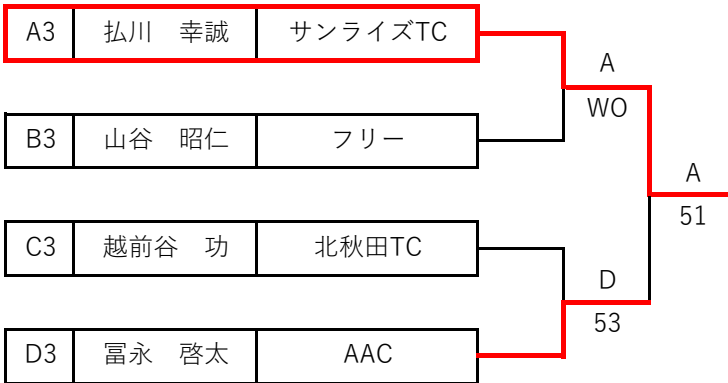 A3 払川　幸誠 サンライズTC
A
WO
B3 山谷　昭仁 フリー
A
51
C3 越前谷　功 北秋田TC
D
53
D3 冨永　啓太 AAC